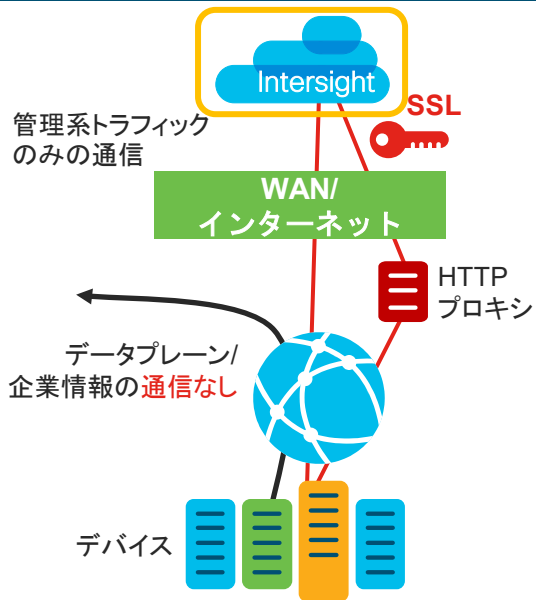 Intersight
SSL
管理系トラフィック
のみの通信
WAN/
インターネット
HTTP
プロキシ
データプレーン/
企業情報の通信なし
デバイス